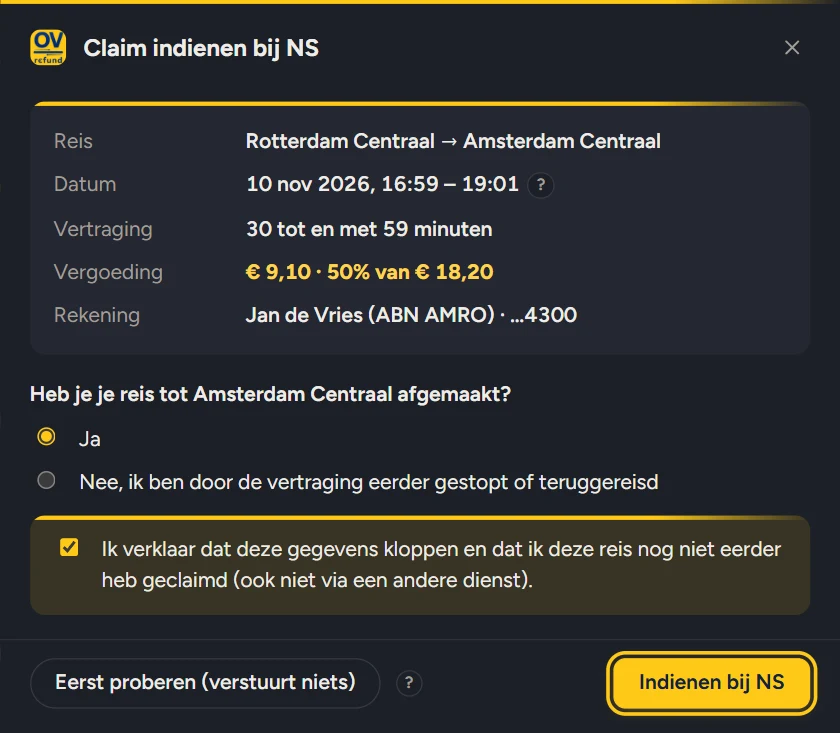 OV
refund
Claim indienen bij NS
Reis Rotterdam Centraal → Amsterdam Centraal
Datum 10 nov 2026, 16:59 – 19:01 ?
Vertraging 30 tot en met 59 minuten
Vergoeding € 9,10 · 50% van € 18,20
Rekening Jan de Vries (ABN AMRO) · ...4300
Heb je je reis tot Amsterdam Centraal afgemaakt?
Ja
Nee, ik ben door de vertraging eerder gestopt of teruggereisd
Ik verklaar dat deze gegevens kloppen en dat ik deze reis nog niet eerder
heb geclaimd (ook niet via een andere dienst).
Eerst proberen (verstuurt niets) ? Indienen bij NS